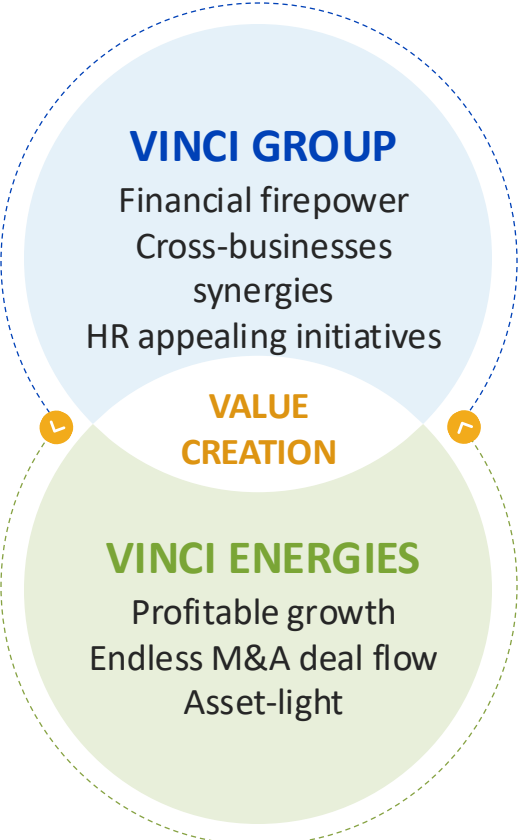 VINCI GROUP
Financial firepower
Cross-businesses
synergies
HR appealing initiatives
VALUE
CREATION
VINCI ENERGIES
Profitable growth
Endless M&A deal flow
Asset-light